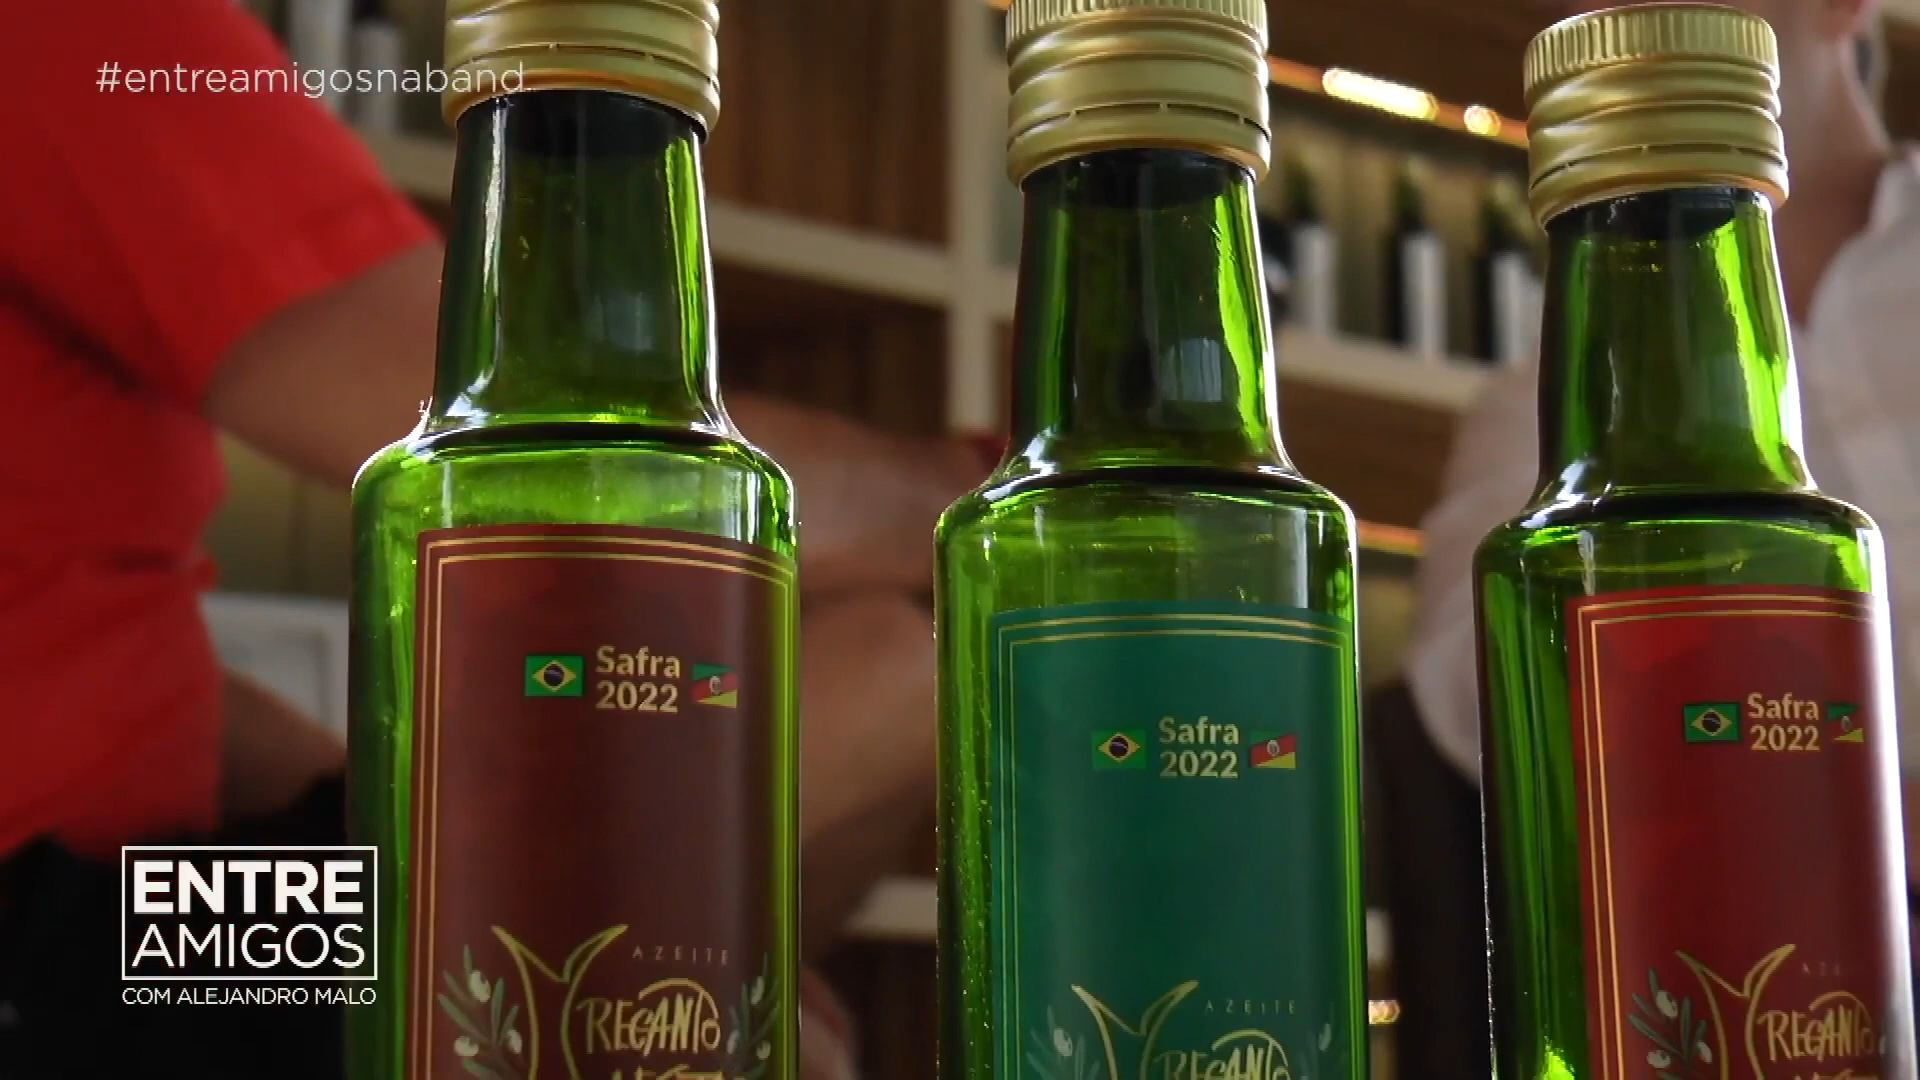 #entreamigosnaband
Safra
2022
AZEITE
RECANTO
Safra
2022
AZEITE
RECANTO
Safra
2022
RECANTO
ENTRE
AMIGOS
COM ALEJANDRO MALO